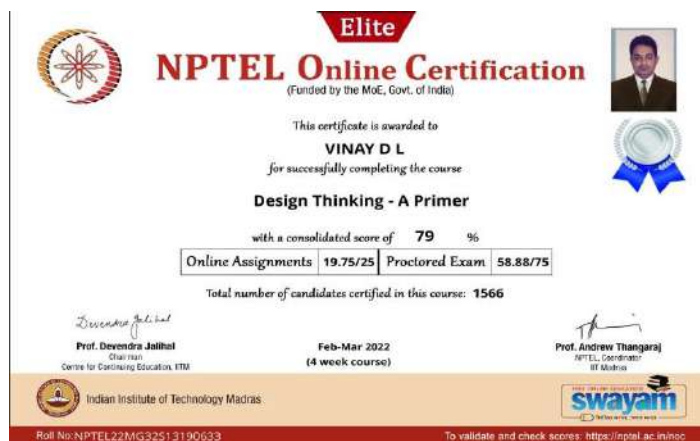 Elite
NPTEL Online Certification
(Funded by the MoE, Govt. of India)
This certificate is awarded to
VINAY D L
for successfully completing the course
Design Thinking - A Primer
with a consolidated score of 79 %
Online Assignments 19.75/25 Proctored Exam 58.88/75
Total number of candidates certified in this course: 1566
Devendra Jalihal
Prof. Devendra Jalihal
Chairman
Centre for Continuing Education, IITM
Feb-Mar 2022
(4 week course)
Prof. Andrew Thangaraj
NPTEL, Coordinator
IIT Madras
Indian Institute of Technology Madras
swayam
Roll No:NPTEL22MG32S13190633
To validate and check scores: https://nptel.ac.in/noc